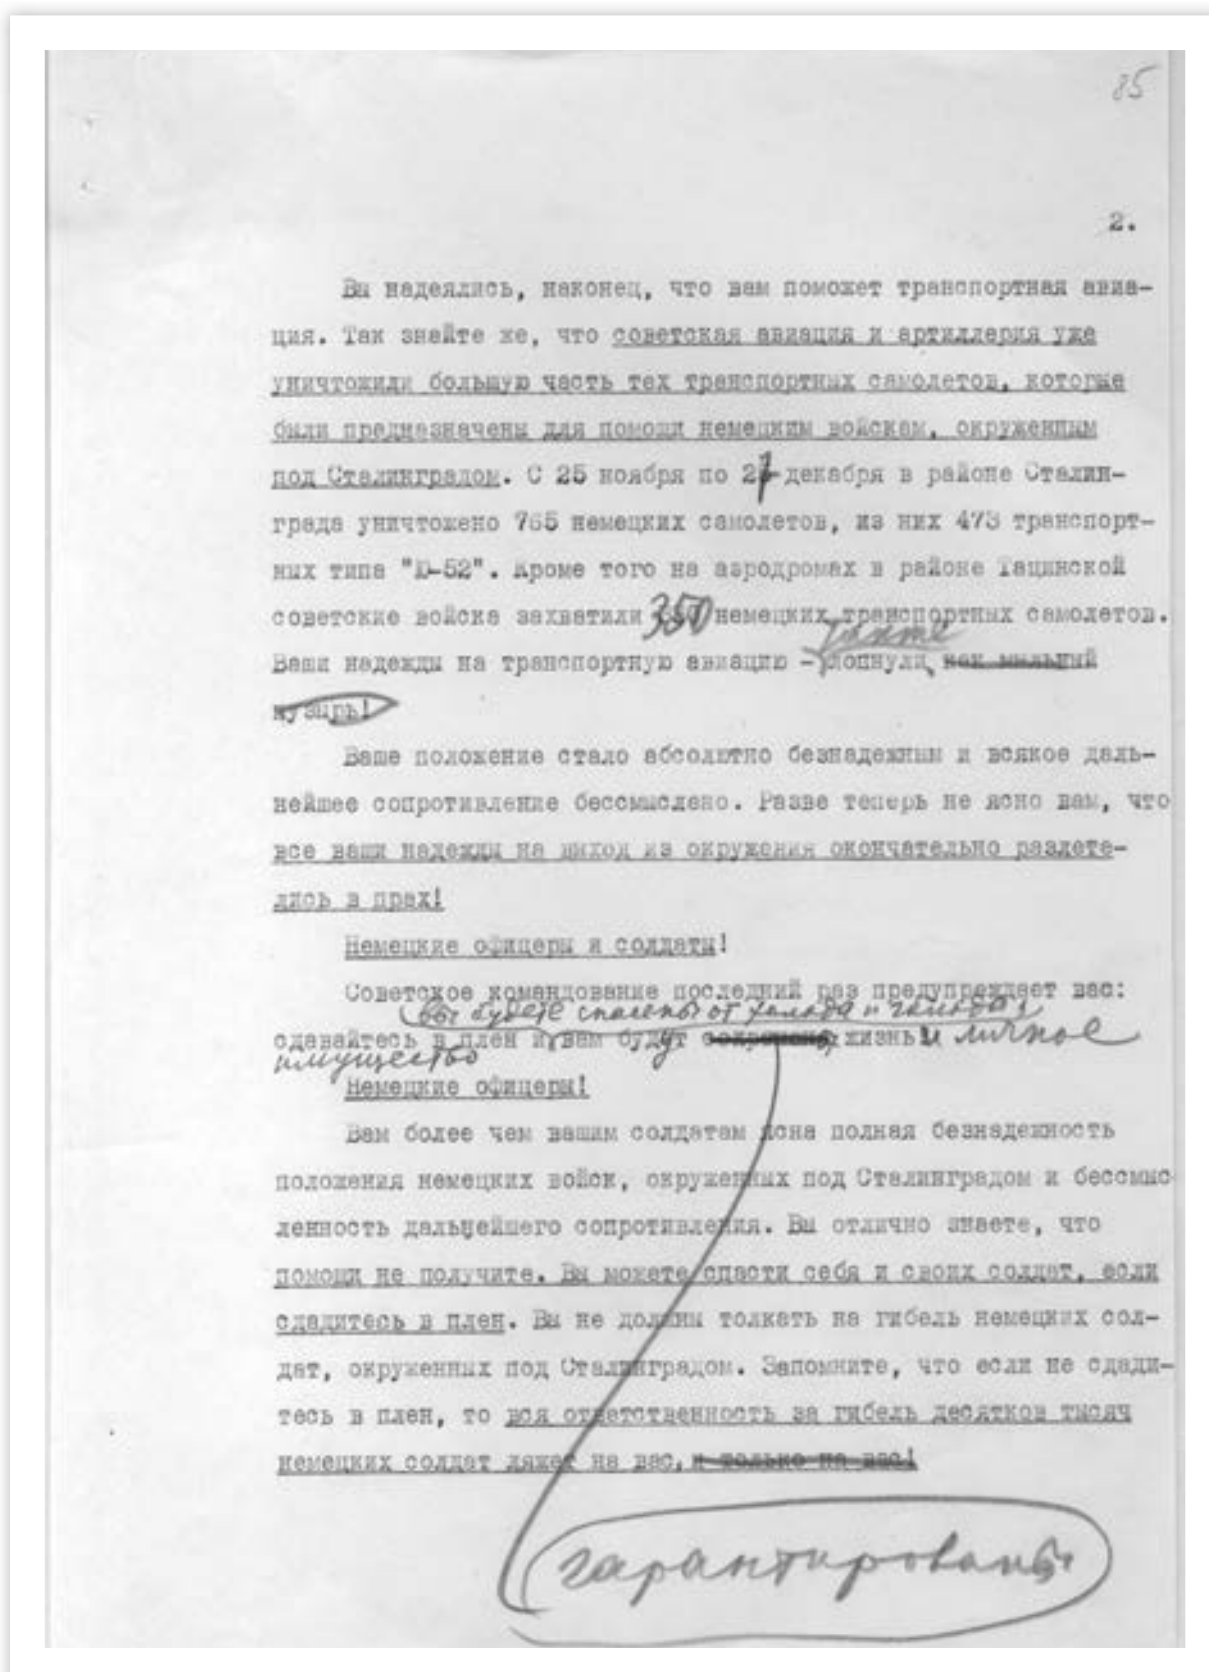 85
2.
Вы надеялись, наконец, что вам поможет транспортная авиа-
ция. Так знайте же, что советская авиация и артиллерия уже
уничтожили большую часть тех транспортных самолетов, которые
были предназначены для помощи немецким войскам, окруженным
под Сталинградом. С 25 ноября по 27 декабря в районе Сталин-
града уничтожено 765 немецких самолетов, из них 473 транспорт-
ных типа "Ю-52". Кроме того на аэродромах в районе Тацинской
советские войска захватили 350 немецких транспортных самолетов.
также
Ваши надежды на транспортную авиацию - лопнули, как мыльный
пузырь!
Ваше положение стало абсолютно безнадежным и всякое даль-
нейшее сопротивление бессмыслено. Разве теперь не ясно вам, что
все ваши надежды на выход из окружения окончательно разлете-
лись в прах!
Немецкие офицеры и солдаты!
Советское командование последний раз предупреждает вас:
вы будете спасены от холода и голода,
сдавайтесь в плен и вам будут сохранена жизнь и личное
имущество
Немецкие офицеры!
Вам более чем вашим солдатам ясна полная безнадежность
положения немецких войск, окруженных под Сталинградом и бессмыс-
ленность дальнейшего сопротивления. Вы отлично знаете, что
помощи не получите. Вы можете спасти себя и своих солдат, если
сдадитесь в плен. Вы не должны толкать на гибель немецких сол-
дат, окруженных под Сталинградом. Запомните, что если не сдади-
тесь в плен, то вся ответственность за гибель десятков тысяч
немецких солдат ляжет на вас, и только на вас!
гарантированы